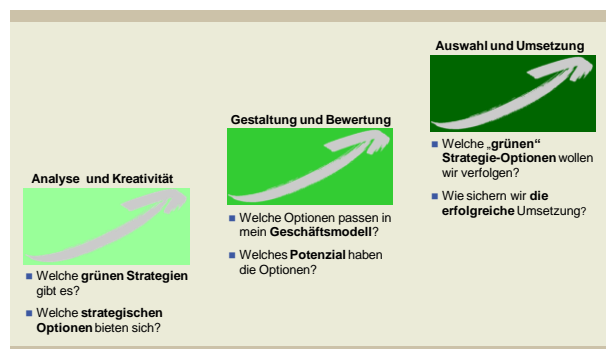 Analyse und Kreativität
Welche grünen Strategien
gibt es?
Welche strategischen
Optionen bieten sich?
Gestaltung und Bewertung
Welche Optionen passen in
mein Geschäftsmodell?
Welches Potenzial haben
die Optionen?
Auswahl und Umsetzung
Welche „grünen“
Strategie-Optionen wollen
wir verfolgen?
Wie sichern wir die
erfolgreiche Umsetzung?